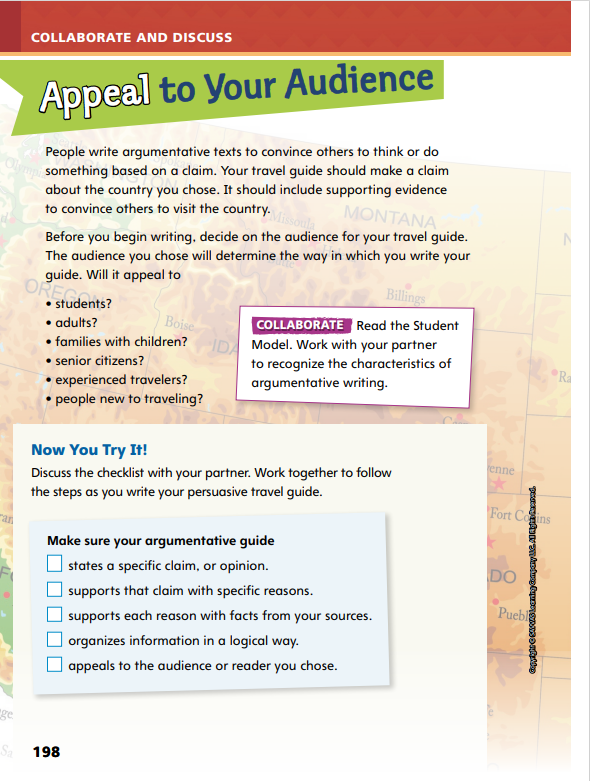 COLLABORATE AND DISCUSS
Appeal to Your Audience
People write argumentative texts to convince others to think or do
something based on a claim. Your travel guide should make a claim
about the country you chose. It should include supporting evidence
to convince others to visit the country.
Before you begin writing, decide on the audience for your travel guide.
The audience you chose will determine the way in which you write your
guide. Will it appeal to
• students?
• adults?
• families with children?
• senior citizens?
• experienced travelers?
• people new to traveling?
COLLABORATE Read the Student
Model. Work with your partner
to recognize the characteristics of
argumentative writing.
Now You Try It!
Discuss the checklist with your partner. Work together to follow
the steps as you write your persuasive travel guide.
Make sure your argumentative guide
states a specific claim, or opinion.
supports that claim with specific reasons.
supports each reason with facts from your sources.
organizes information in a logical way.
appeals to the audience or reader you chose.
198
Copyright © SAVVAS Learning Company LLC. All Rights Reserved.
WASHINGTON
Missoula
MONTANA
OREGON
Billings
Boise
Fort Collins